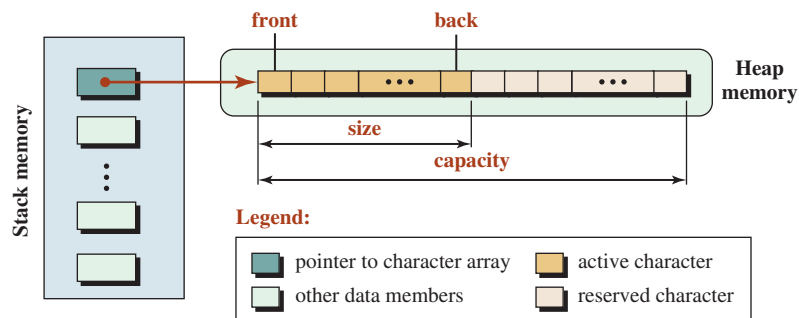 front
back
Heap
memory
size
capacity
Stack memory
Legend:
pointer to character array
active character
other data members
reserved character